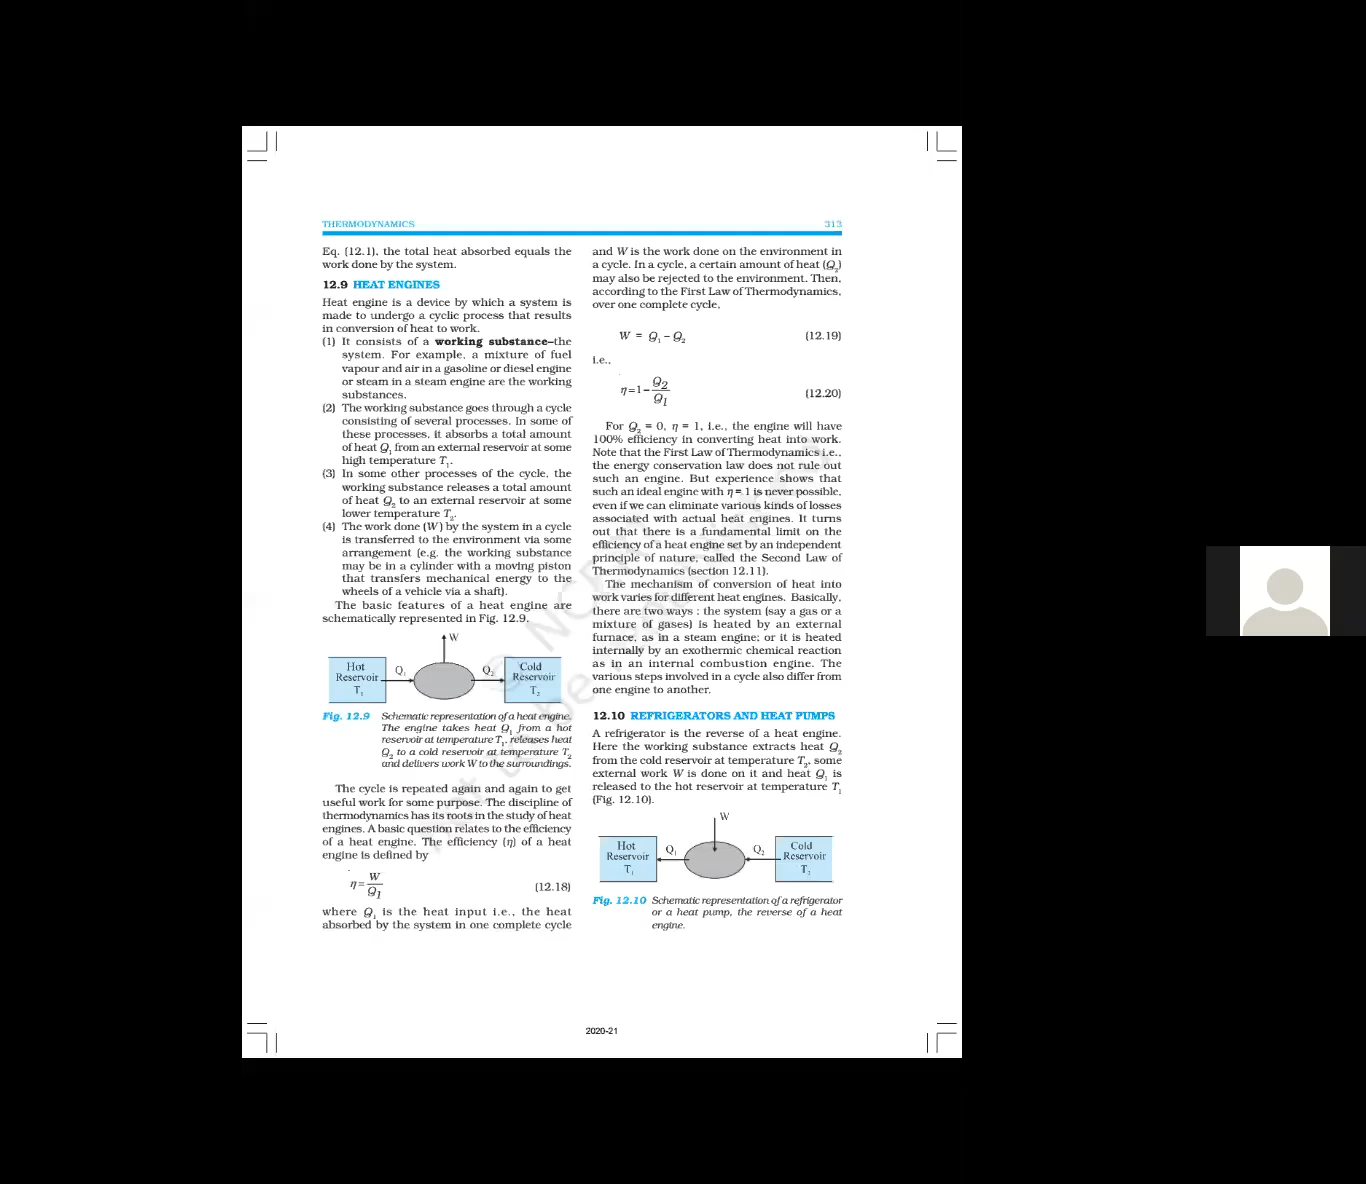 THERMODYNAMICS 313
Eq. (12.1), the total heat absorbed equals the
work done by the system.
12.9 HEAT ENGINES
Heat engine is a device by which a system is
made to undergo a cyclic process that results
in conversion of heat to work.
(1) It consists of a working substance–the
system. For example, a mixture of fuel
vapour and air in a gasoline or diesel engine
or steam in a steam engine are the working
substances.
(2) The working substance goes through a cycle
consisting of several processes. In some of
these processes, it absorbs a total amount
of heat Q₁ from an external reservoir at some
high temperature T₁.
(3) In some other processes of the cycle, the
working substance releases a total amount
of heat Q₂ to an external reservoir at some
lower temperature T₂.
(4) The work done (W) by the system in a cycle
is transferred to the environment via some
arrangement (e.g. the working substance
may be in a cylinder with a moving piston
that transfers mechanical energy to the
wheels of a vehicle via a shaft).
The basic features of a heat engine are
schematically represented in Fig. 12.9.
W
Hot
Reservoir
T₁
Q₁
Q₂
Cold
Reservoir
T₂
Fig. 12.9 Schematic representation of a heat engine.
The engine takes heat Q₁ from a hot
reservoir at temperature T₁, releases heat
Q₂ to a cold reservoir at temperature T₂
and delivers work W to the surroundings.
The cycle is repeated again and again to get
useful work for some purpose. The discipline of
thermodynamics has its roots in the study of heat
engines. A basic question relates to the efficiency
of a heat engine. The efficiency (η) of a heat
engine is defined by
η = W/Q1 (12.18)
where Q₁ is the heat input i.e., the heat
absorbed by the system in one complete cycle
and W is the work done on the environment in
a cycle. In a cycle, a certain amount of heat (Q₂)
may also be rejected to the environment. Then,
according to the First Law of Thermodynamics,
over one complete cycle,
W = Q₁ – Q₂ (12.19)
i.e.,
η = 1 – Q2/Q1 (12.20)
For Q₂ = 0, η = 1, i.e., the engine will have
100% efficiency in converting heat into work.
Note that the First Law of Thermodynamics i.e.,
the energy conservation law does not rule out
such an engine. But experience shows that
such an ideal engine with η = 1 is never possible,
even if we can eliminate various kinds of losses
associated with actual heat engines. It turns
out that there is a fundamental limit on the
efficiency of a heat engine set by an independent
principle of nature, called the Second Law of
Thermodynamics (section 12.11).
The mechanism of conversion of heat into
work varies for different heat engines. Basically,
there are two ways : the system (say a gas or a
mixture of gases) is heated by an external
furnace, as in a steam engine; or it is heated
internally by an exothermic chemical reaction
as in an internal combustion engine. The
various steps involved in a cycle also differ from
one engine to another.
12.10 REFRIGERATORS AND HEAT PUMPS
A refrigerator is the reverse of a heat engine.
Here the working substance extracts heat Q₂
from the cold reservoir at temperature T₂, some
external work W is done on it and heat Q₁ is
released to the hot reservoir at temperature T₁
(Fig. 12.10).
W
Hot
Reservoir
T₁
Q₁
Q₂
Cold
Reservoir
T₂
Fig. 12.10 Schematic representation of a refrigerator
or a heat pump, the reverse of a heat
engine.
2020-21